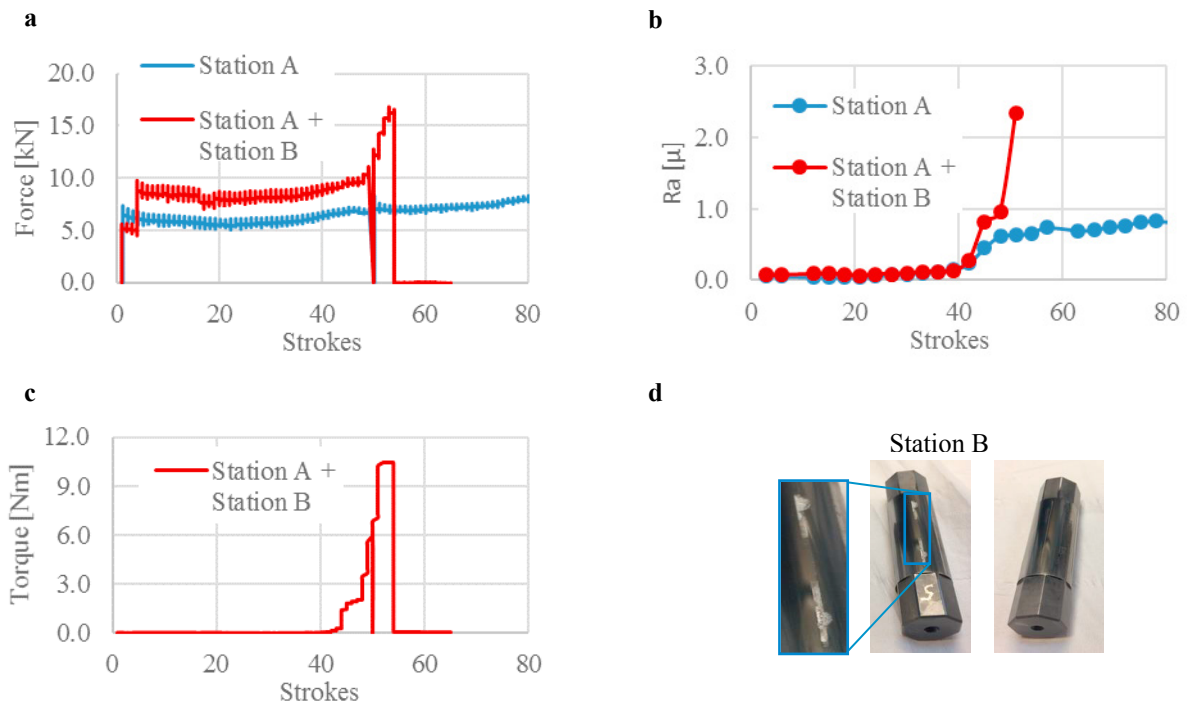 a
Station A
Station A +
Station B
20.0
15.0
10.0
5.0
0.0
Force [kN]
0
20
40
60
80
Strokes
b
Station A
Station A +
Station B
3.0
2.0
1.0
0.0
Ra [µ]
0
20
40
60
80
Strokes
c
Station A +
Station B
12.0
9.0
6.0
3.0
0.0
Torque [Nm]
0
20
40
60
80
Strokes
d
Station B
5